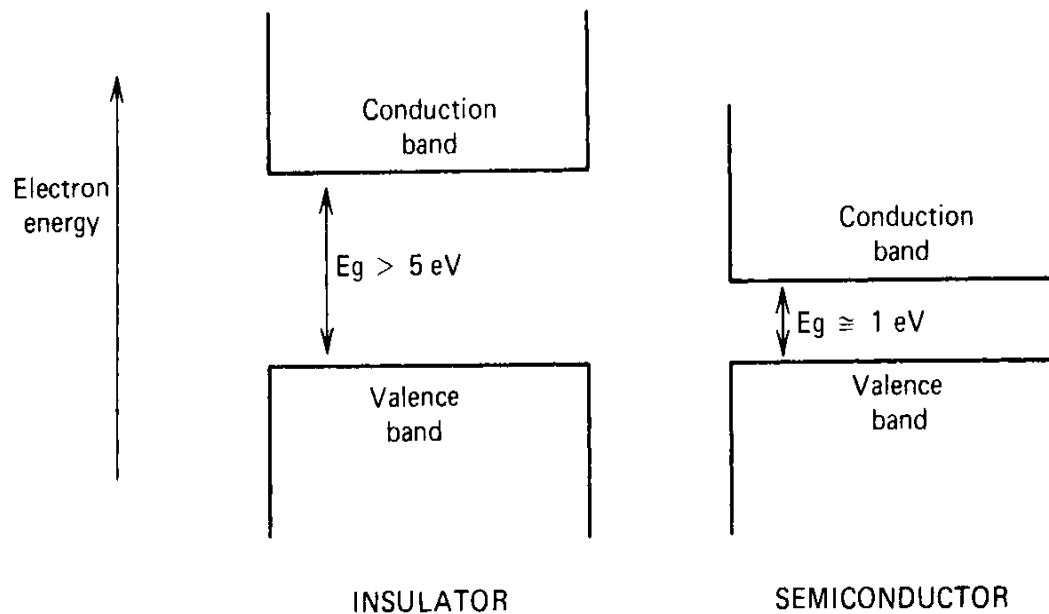 Electron
energy
Conduction
band
Eg > 5 eV
Valence
band
INSULATOR
Conduction
band
Eg ≅ 1 eV
Valence
band
SEMICONDUCTOR